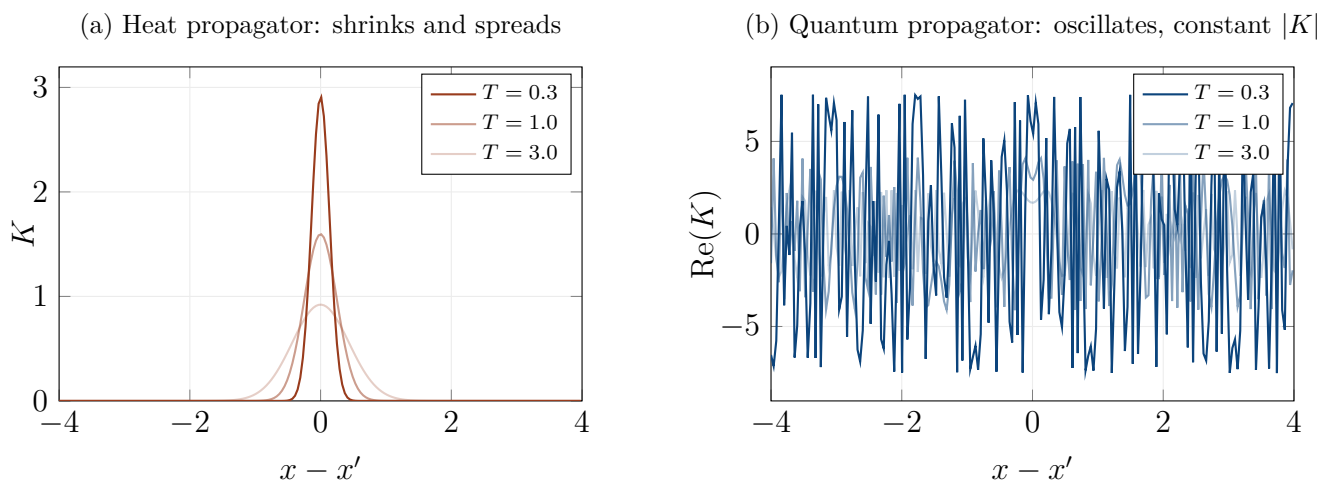 (a) Heat propagator: shrinks and spreads
3
2
1
0
K
−4
−2
0
2
4
x − x′
T = 0.3
T = 1.0
T = 3.0
(b) Quantum propagator: oscillates, constant |K|
5
0
−5
Re(K)
−4
−2
0
2
4
x − x′
T = 0.3
T = 1.0
T = 3.0